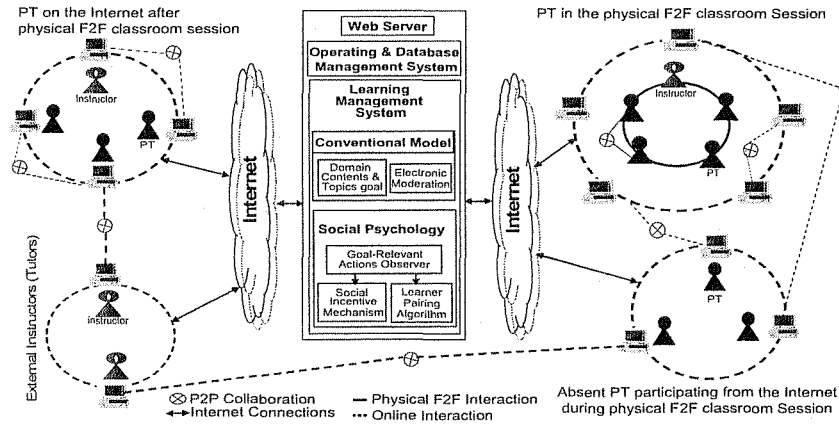 PT on the Internet after
physical F2F classroom
session
Instructor
PT
External Instructors (Tutors)
instructor
Internet
Web Server
Operating & Database
Management System
Learning
Management
System
Conventional Model
Domain
Contents &
Topics goal
Electronic
Moderation
Social Psychology
Goal-Relevant
Actions Observer
Social
Incentive
Mechanism
Learner
Pairing
Algorithm
Internet
PT in the physical F2F classroom
Session
Instructor
PT
PT
Absent PT participating from the Internet
during physical F2F classroom Session
P2P Collaboration
Internet Connections
Physical F2F Interaction
Online Interaction